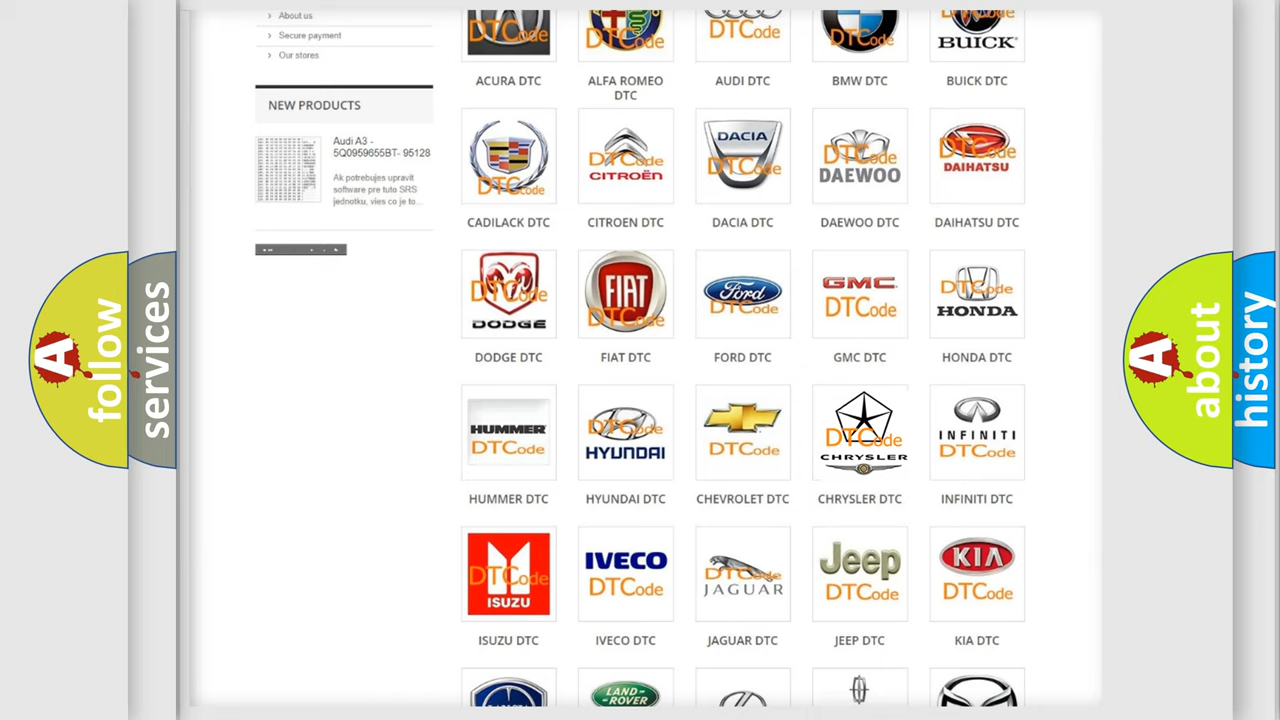 About us
Secure payment
Our stores
NEW PRODUCTS
Audi A3 -
5Q0959655BT- 95128
Ak potrebujes upravit
software pre tuto SRS
jednotku, vies co je to...
DTCode
DTCode
DTCode
DTCode
BUICK
ACURA DTC
ALFA ROMEO
DTC
AUDI DTC
BMW DTC
BUICK DTC
DTCode
DTCode
CITROËN
DACIA
DTCode
DTCode
DAEWOO
DTCode
DAIHATSU
CADILACK DTC
CITROEN DTC
DACIA DTC
DAEWOO DTC
DAIHATSU DTC
DTCode
DODGE
FIAT
DTCode
Ford
DTCode
GMC
DTCode
DTCode
HONDA
DODGE DTC
FIAT DTC
FORD DTC
GMC DTC
HONDA DTC
HUMMER
DTCode
DTCode
HYUNDAI
DTCode
DTCode
CHRYSLER
INFINITI
DTCode
HUMMER DTC
HYUNDAI DTC
CHEVROLET DTC
CHRYSLER DTC
INFINITI DTC
DTCode
ISUZU
IVECO
DTCode
DTCode
JAGUAR
Jeep
DTCode
KIA
DTCode
ISUZU DTC
IVECO DTC
JAGUAR DTC
JEEP DTC
KIA DTC
LAND-
ROVER
A
follow
services
A
about
history